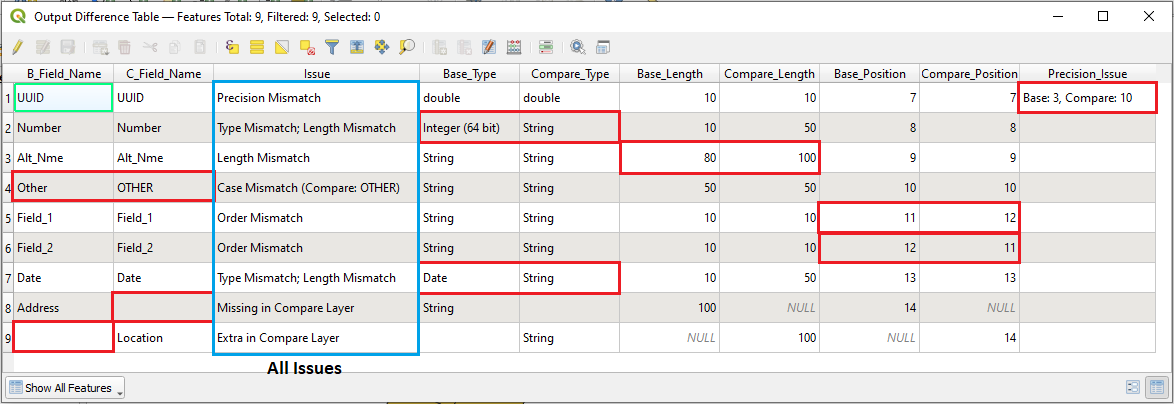 Output Difference Table — Features Total: 9, Filtered: 9, Selected: 0
B_Field_Name C_Field_Name Issue Base_Type Compare_Type Base_Length Compare_Length Base_Position Compare_Position Precision_Issue
1 UUID UUID Precision Mismatch double double 10 10 7 7 Base: 3, Compare: 10
2 Number Number Type Mismatch; Length Mismatch Integer (64 bit) String 10 50 8 8
3 Alt_Nme Alt_Nme Length Mismatch String String 80 100 9 9
4 Other OTHER Case Mismatch (Compare: OTHER) String String 50 50 10 10
5 Field_1 Field_1 Order Mismatch String String 10 10 11 12
6 Field_2 Field_2 Order Mismatch String String 10 10 12 11
7 Date Date Type Mismatch; Length Mismatch Date String 10 50 13 13
8 Address Missing in Compare Layer String 100 NULL 14 NULL
9 Location Extra in Compare Layer String NULL 100 NULL 14
All Issues
Show All Features